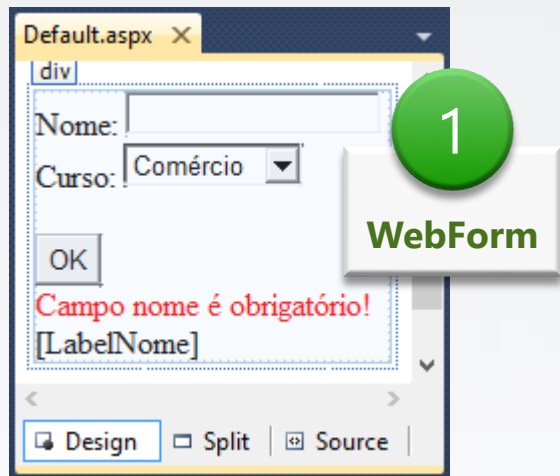 Default.aspx
div
Nome:
Curso: Comércio
OK
Campo nome é obrigatório!
[LabelNome]
Design Split Source
1
WebForm